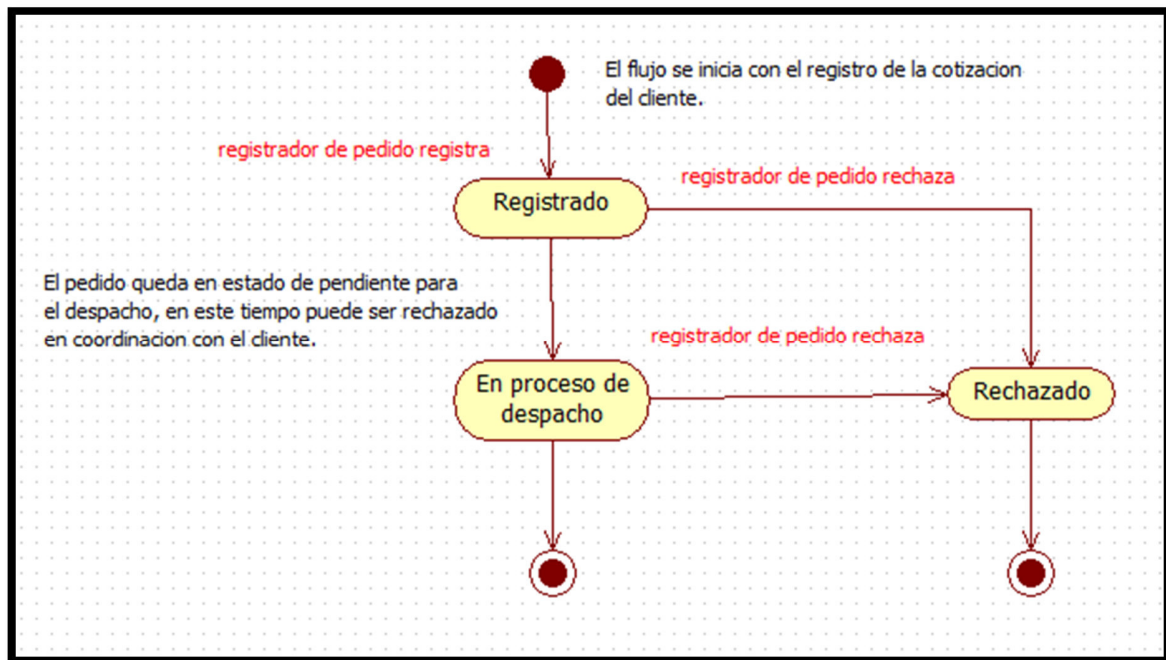 El flujo se inicia con el registro de la cotizacion
del cliente.
registrador de pedido registra
registrador de pedido rechaza
Registrado
El pedido queda en estado de pendiente para
el despacho, en este tiempo puede ser rechazado
en coordinacion con el cliente.
registrador de pedido rechaza
En proceso de
despacho
Rechazado